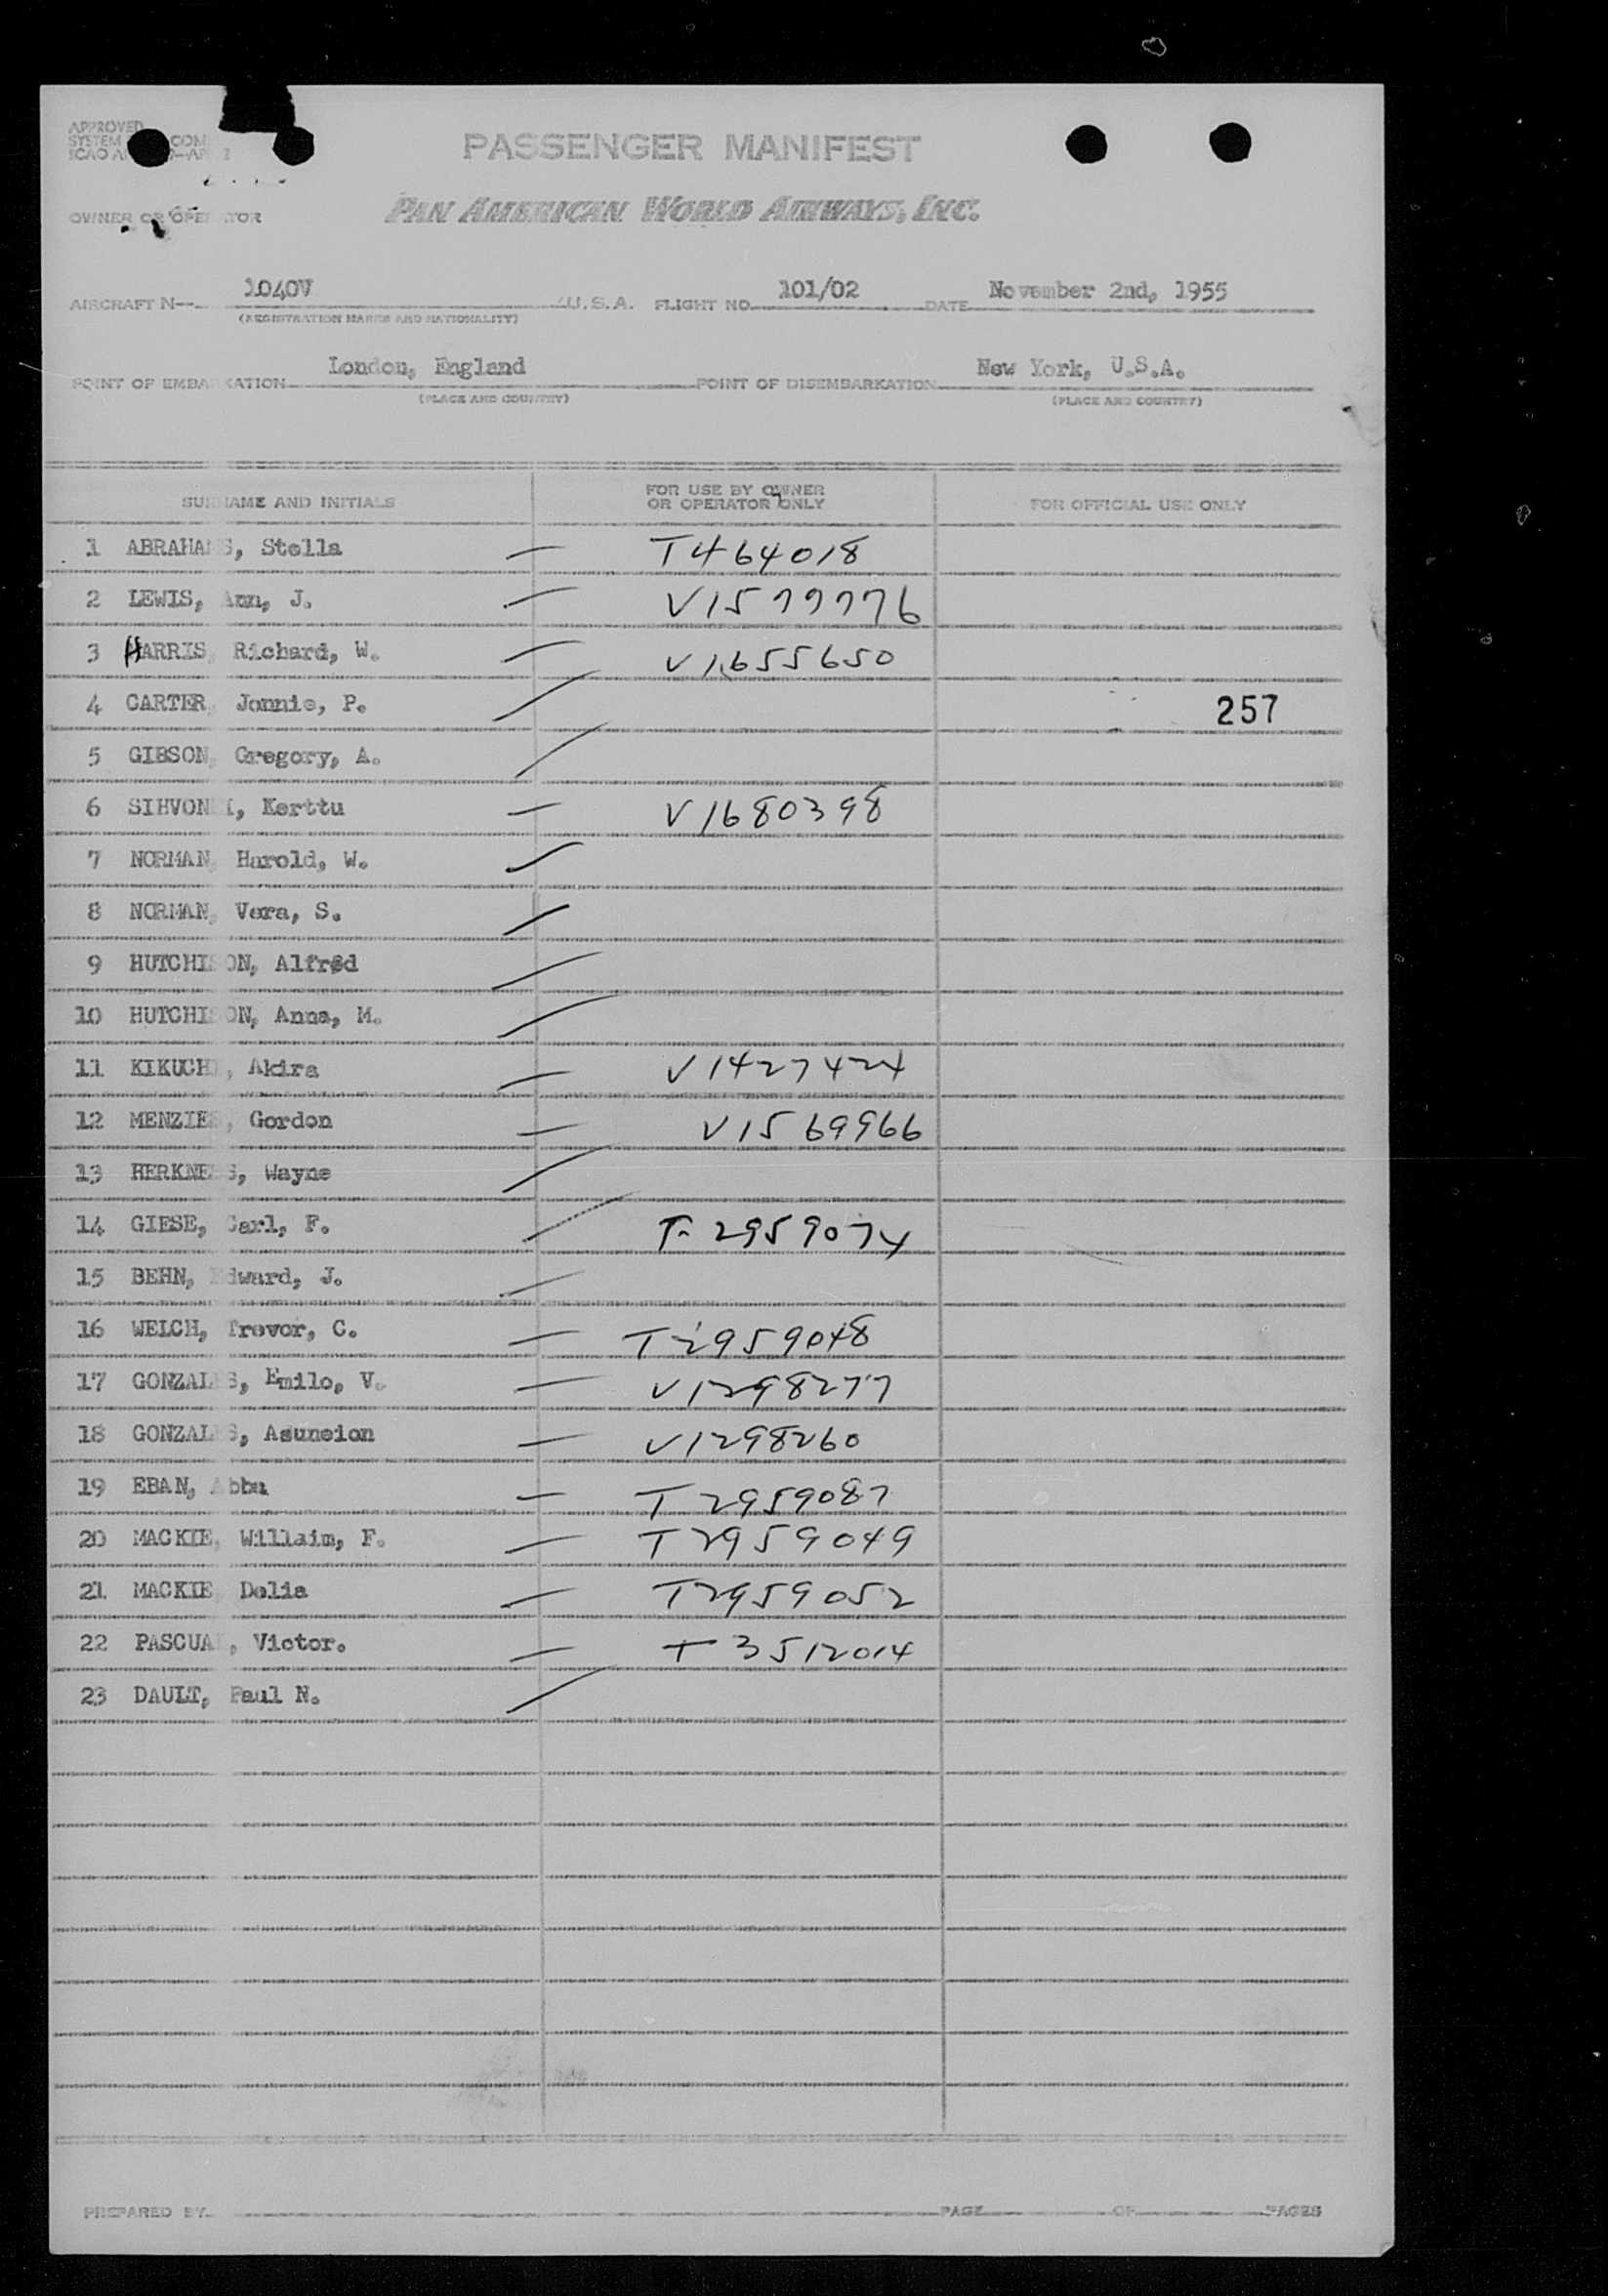 APPROVED
SYSTEM COM
PASSENGER MANIFEST
OWNER OR OPERATOR PAN AMERICAN WORLD AIRWAYS, INC.
AIRCRAFT N-- 1040V U.S.A. FLIGHT NO. 101/02 DATE November 2nd, 1955
(REGISTRATION MARKS AND NATIONALITY)
POINT OF EMBARKATION London, England POINT OF DISEMBARKATION New York, U.S.A.
(PLACE AND COUNTRY) (PLACE AND COUNTRY)
SURNAME AND INITIALS FOR USE BY OWNER OR OPERATOR ONLY FOR OFFICIAL USE ONLY
1 ABRAHAMS, Stella — T464018
2 LEWIS, Ann, J. — V1577776
3 HARRIS, Richard, W. — V1655650
4 CARTER, Jonnie, P. 257
5 GIBSON, Gregory, A.
6 SIHVONEN, Kerttu — V1680398
7 NORMAN, Harold, W.
8 NORMAN, Vera, S.
9 HUTCHISON, Alfred
10 HUTCHISON, Anna, M.
11 KIKUCHI, Akira — V1427424
12 MENZIES, Gordon — V1569966
13 HERKNESS, Wayne
14 GIESE, Carl, F. T-2959074
15 BEHN, Edward, J.
16 WELCH, Trevor, C. — T2959048
17 GONZALES, Emilo, V. — V1298277
18 GONZALES, Asuncion — V1298260
19 EBAN, Abba — T2959087
20 MACKIE, Willaim, F. — T2959049
21 MACKIE, Delia — T2959052
22 PASCUAL, Victor. — T3512014
23 DAULT, Paul N.
PREPARED BY PAGE OF PAGES